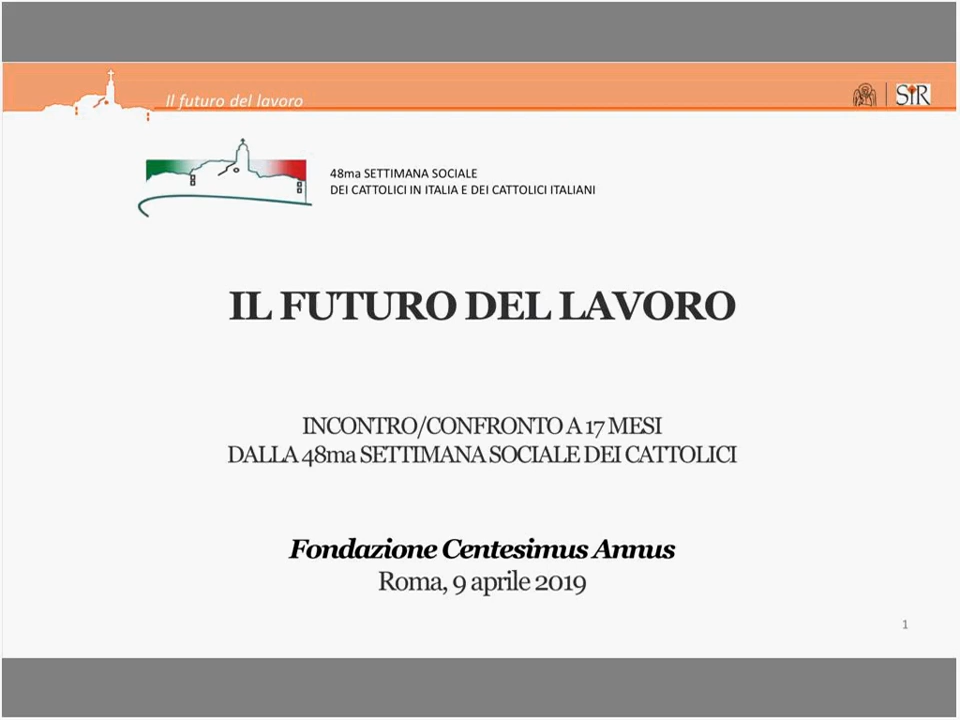 Il futuro del lavoro
SIR
48ma SETTIMANA SOCIALE
DEI CATTOLICI IN ITALIA E DEI CATTOLICI ITALIANI
IL FUTURO DEL LAVORO
INCONTRO/CONFRONTO A 17 MESI
DALLA 48ma SETTIMANA SOCIALE DEI CATTOLICI
Fondazione Centesimus Annus
Roma, 9 aprile 2019
1